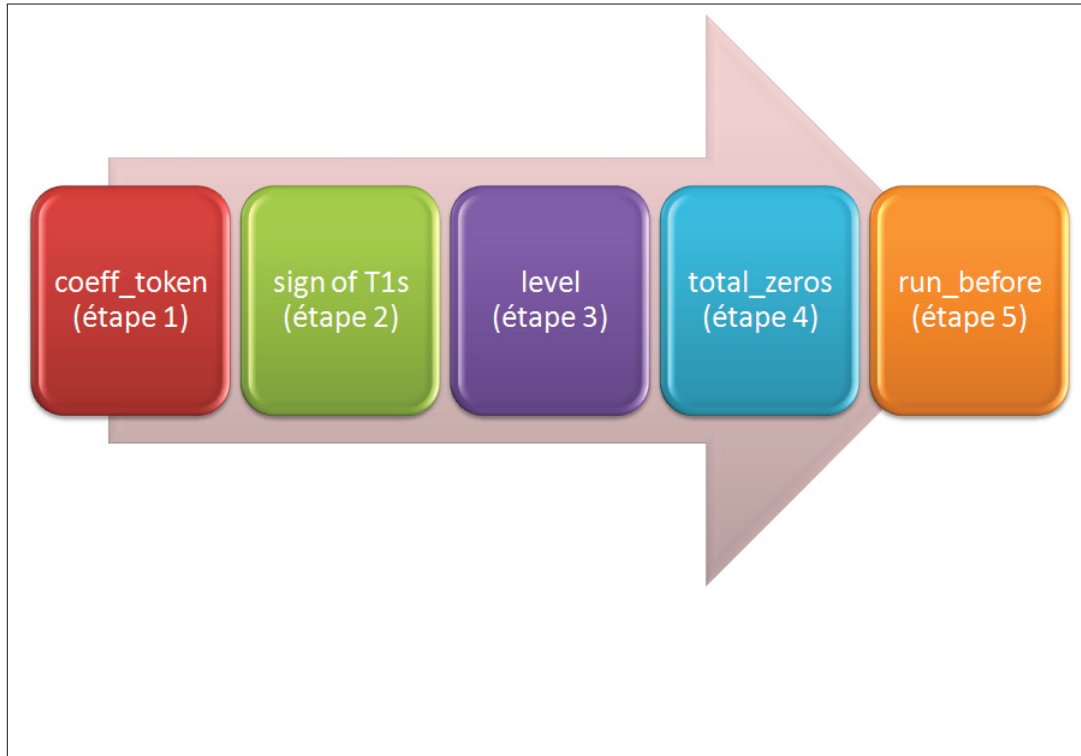 coeff_token
(étape 1)
sign of T1s
(étape 2)
level
(étape 3)
total_zeros
(étape 4)
run_before
(étape 5)